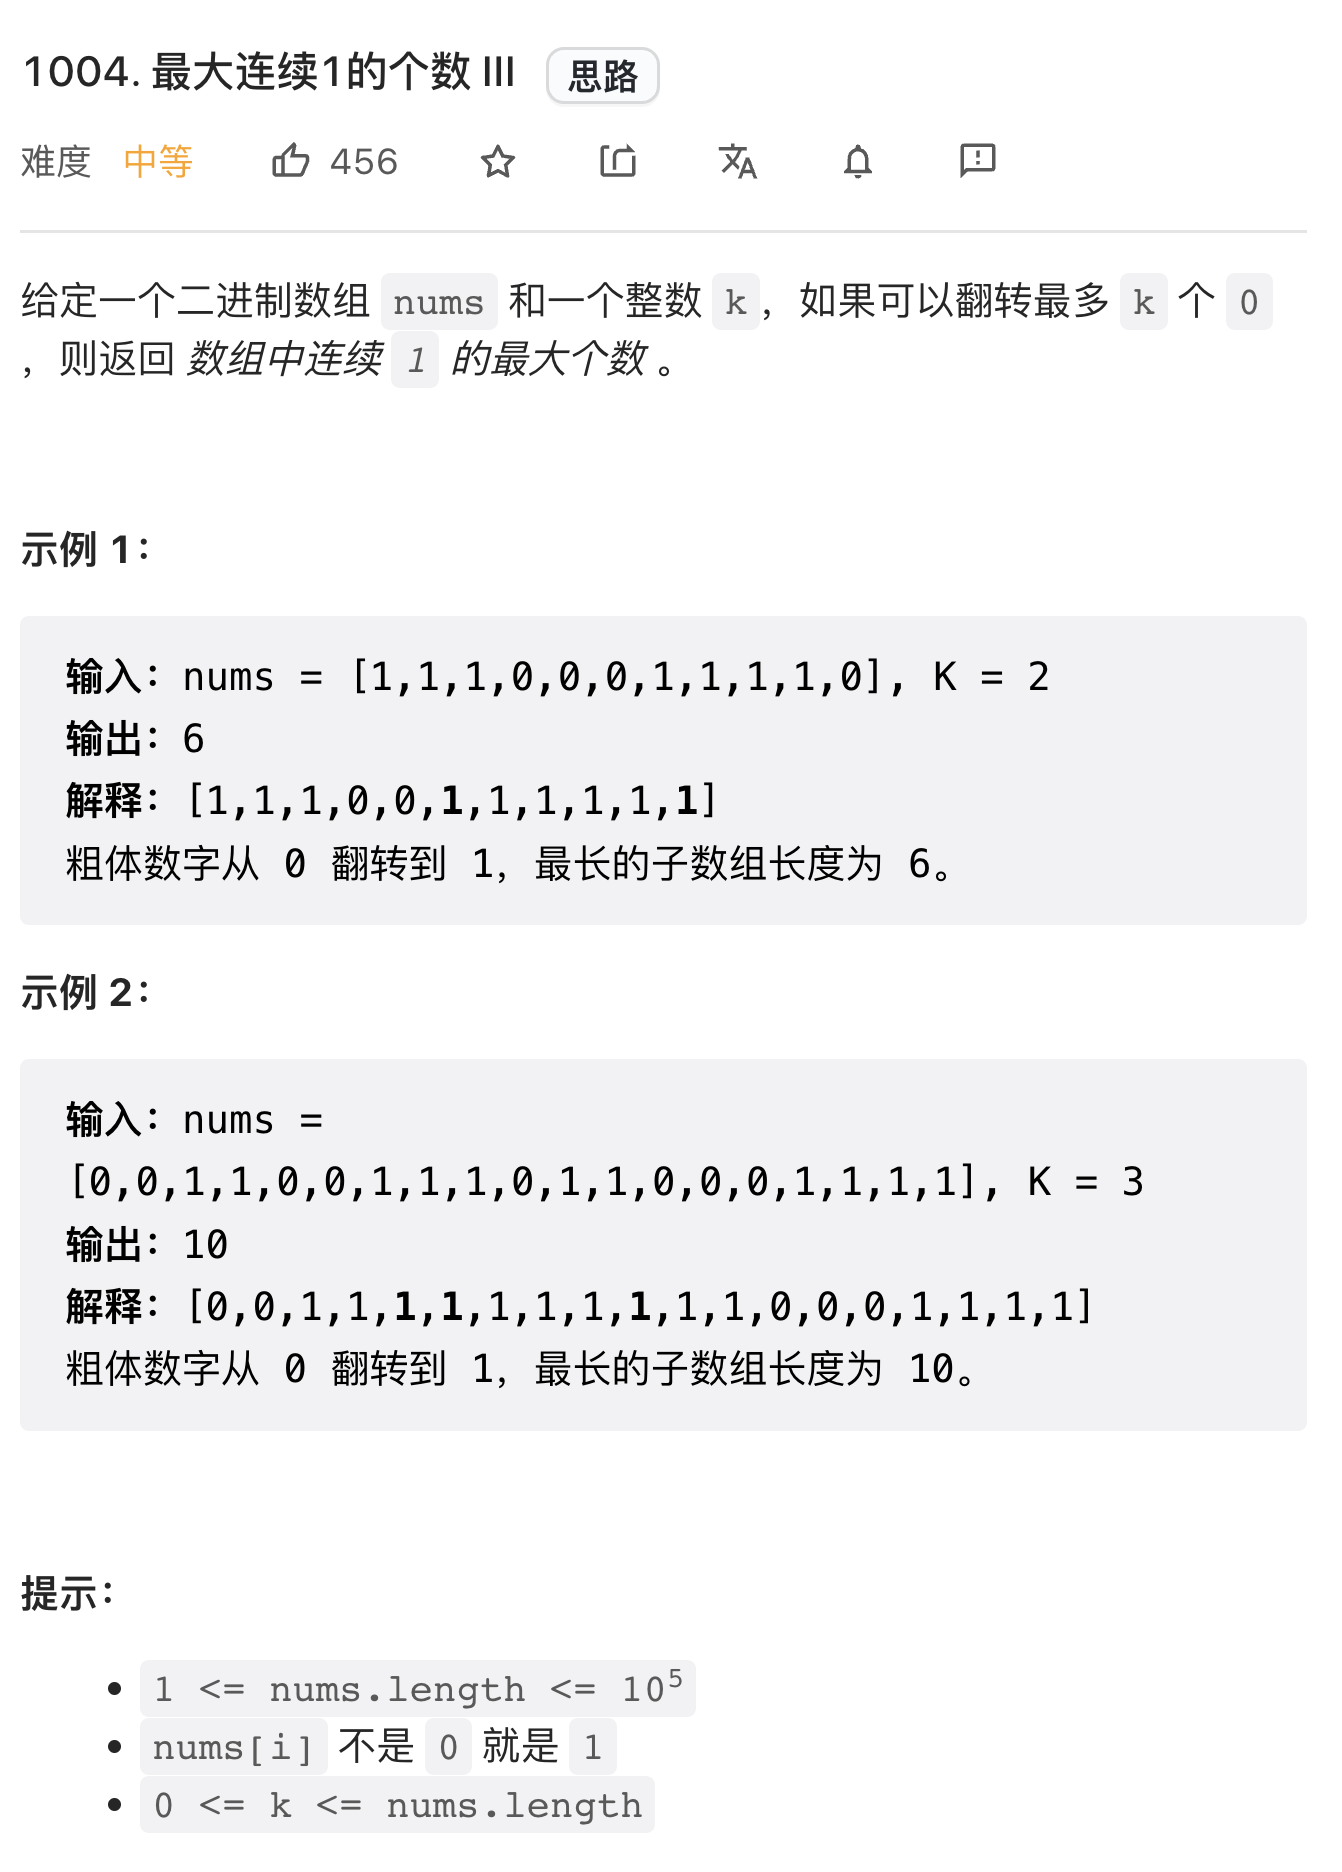 1004. 最大连续1的个数 III 思路
难度 中等 456
给定一个二进制数组 nums 和一个整数 k，如果可以翻转最多 k 个 0
，则返回 数组中连续 1 的最大个数 。
示例 1：
输入：nums = [1,1,1,0,0,0,1,1,1,1,0], K = 2
输出：6
解释：[1,1,1,0,0,1,1,1,1,1,1]
粗体数字从 0 翻转到 1，最长的子数组长度为 6。
示例 2：
输入：nums =
[0,0,1,1,0,0,1,1,1,0,1,1,0,0,0,1,1,1,1], K = 3
输出：10
解释：[0,0,1,1,1,1,1,1,1,1,1,1,0,0,0,1,1,1,1]
粗体数字从 0 翻转到 1，最长的子数组长度为 10。
提示：
• 1 <= nums.length <= 10⁵
• nums[i] 不是 0 就是 1
• 0 <= k <= nums.length